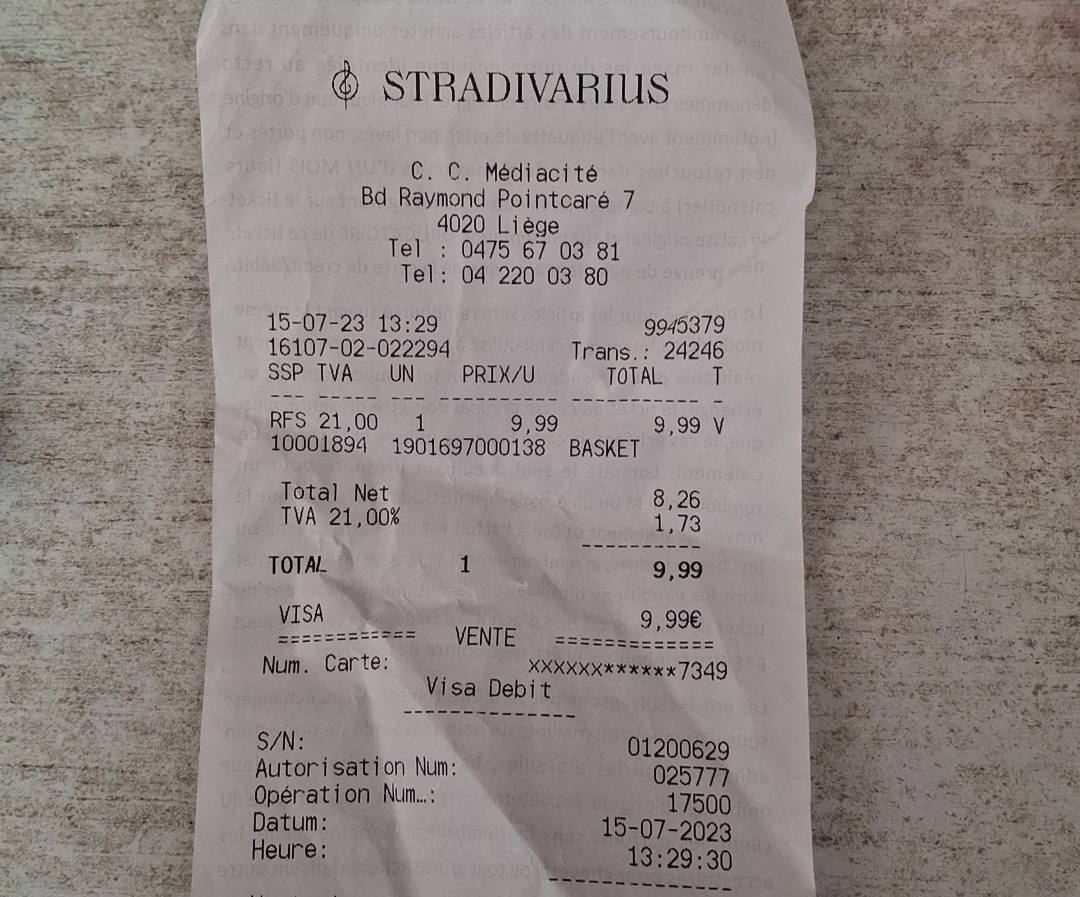 STRADIVARIUS
C. C. Médiacité
Bd Raymond Pointcaré 7
4020 Liège
Tel : 0475 67 03 81
Tel: 04 220 03 80
15-07-23 13:29 9945379
16107-02-022294 Trans.: 24246
SSP TVA UN PRIX/U TOTAL T
RFS 21,00 1 9,99 9,99 V
10001894 1901697000138 BASKET
Total Net 8,26
TVA 21,00% 1,73
TOTAL 1 9,99
VISA 9,99€
============ VENTE =============
Num. Carte: XXXXXX******7349
Visa Debit
S/N: 01200629
Autorisation Num: 025777
Opération Num…: 17500
Datum: 15-07-2023
Heure: 13:29:30